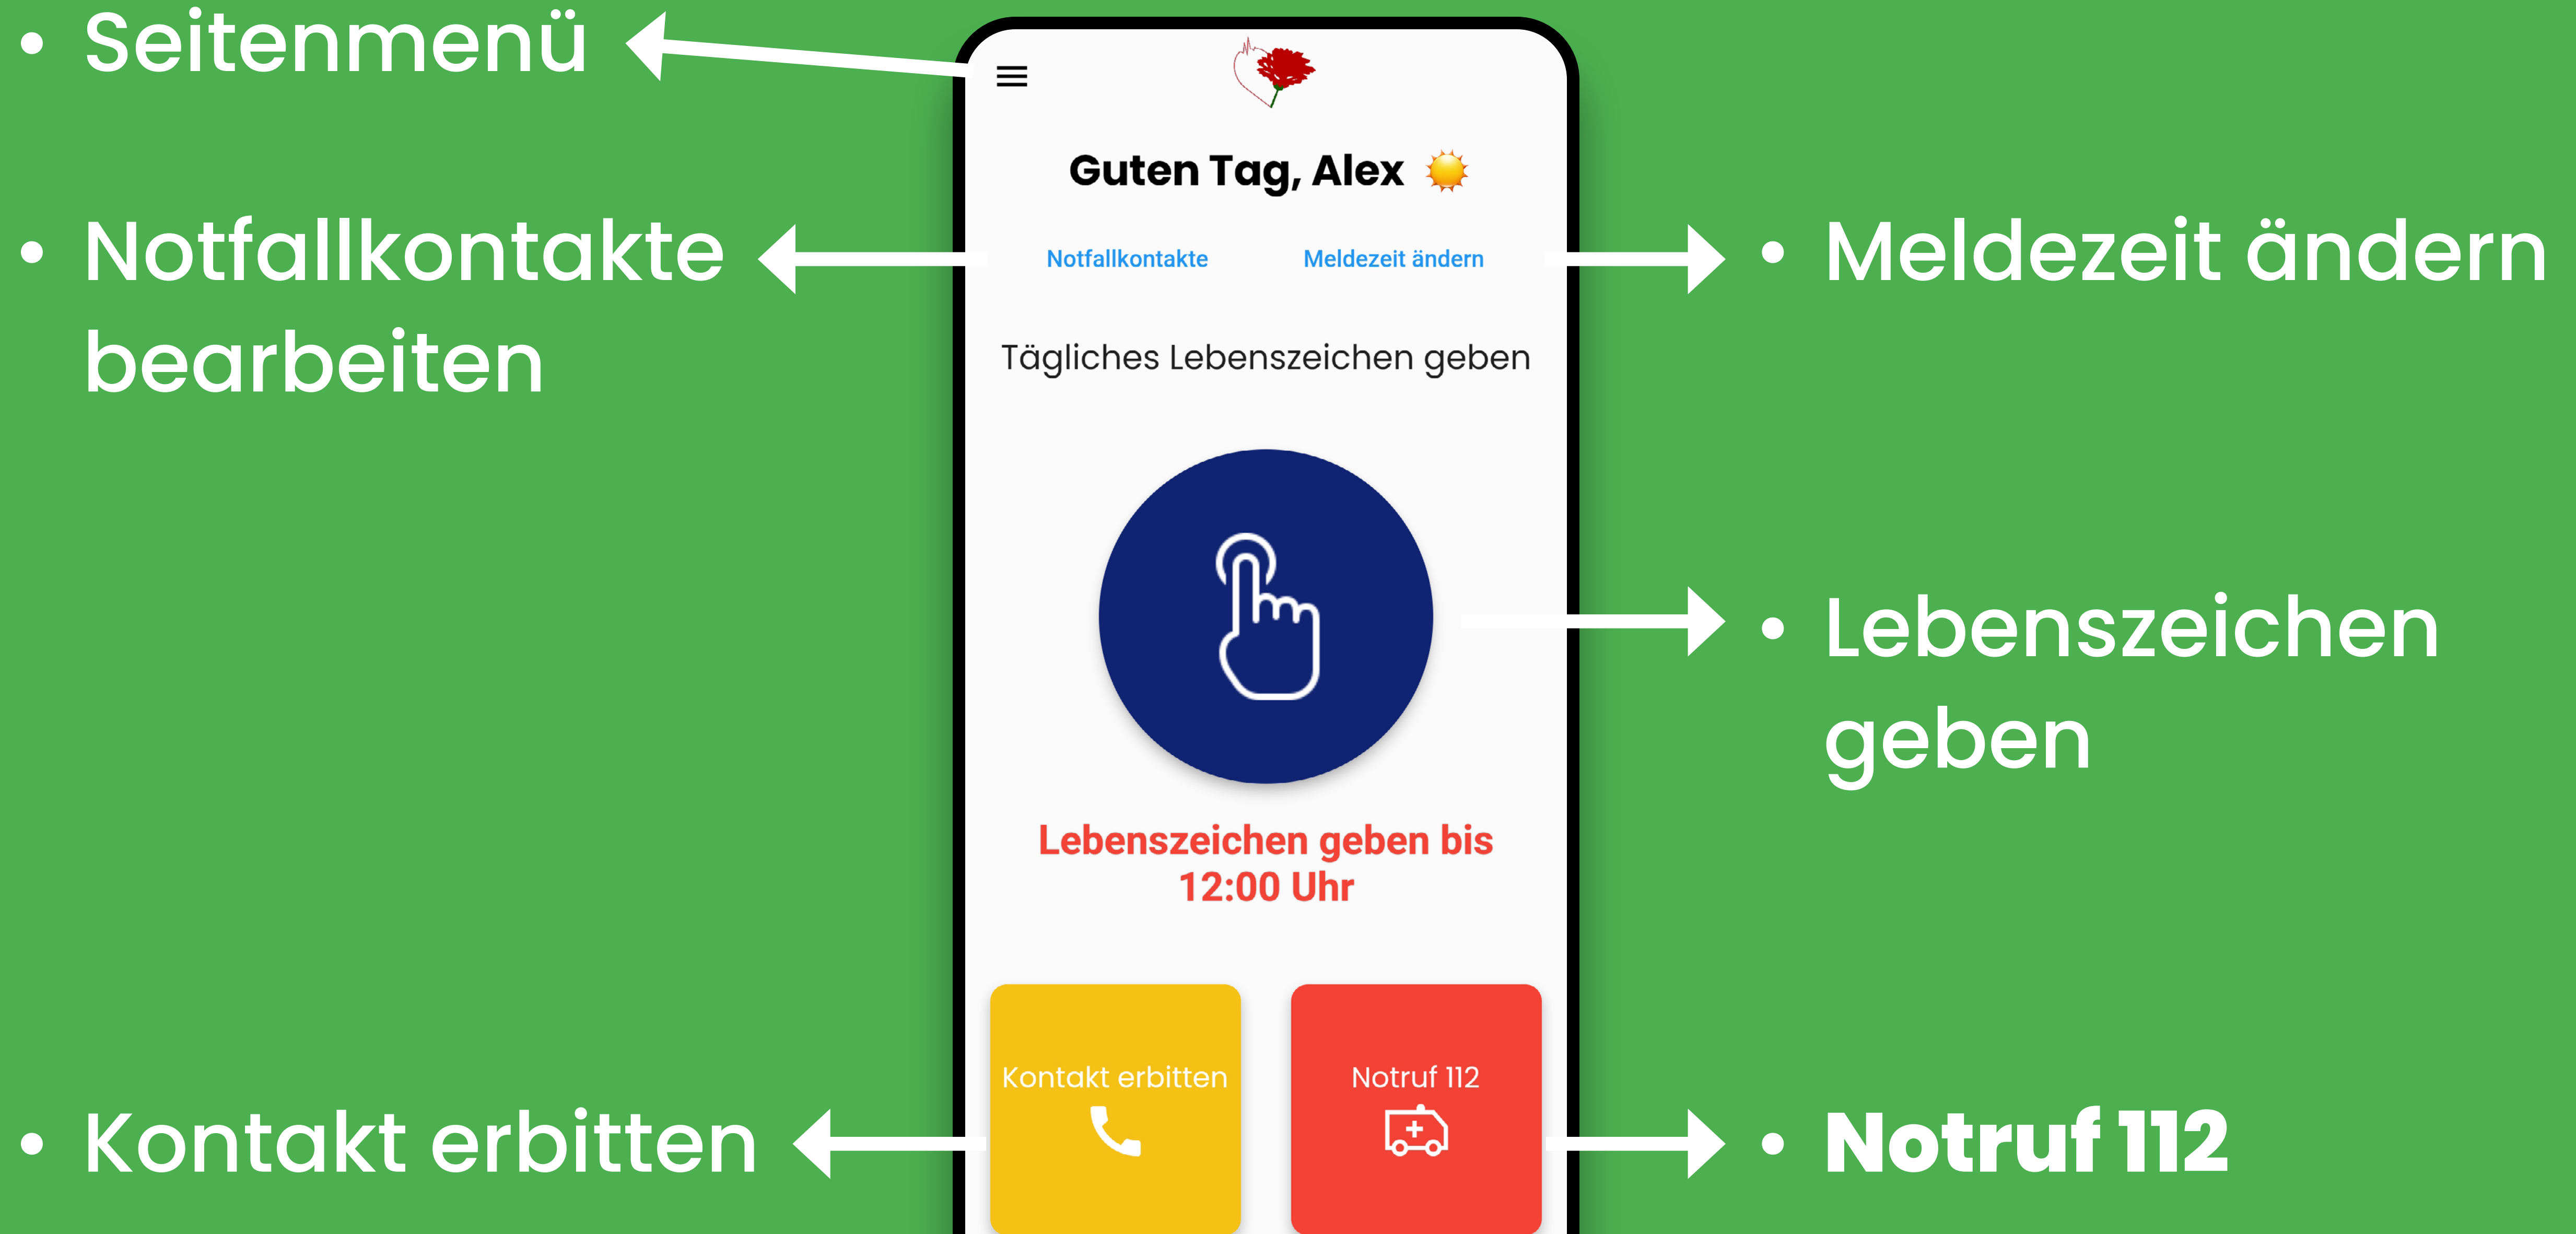 • Seitenmenü
• Notfallkontakte
bearbeiten
Guten Tag, Alex ☀️
Notfallkontakte Meldezeit ändern
Tägliches Lebenszeichen geben
Lebenszeichen geben bis
12:00 Uhr
Kontakt erbitten
Notruf 112
• Kontakt erbitten
• Meldezeit ändern
• Lebenszeichen
geben
• Notruf 112